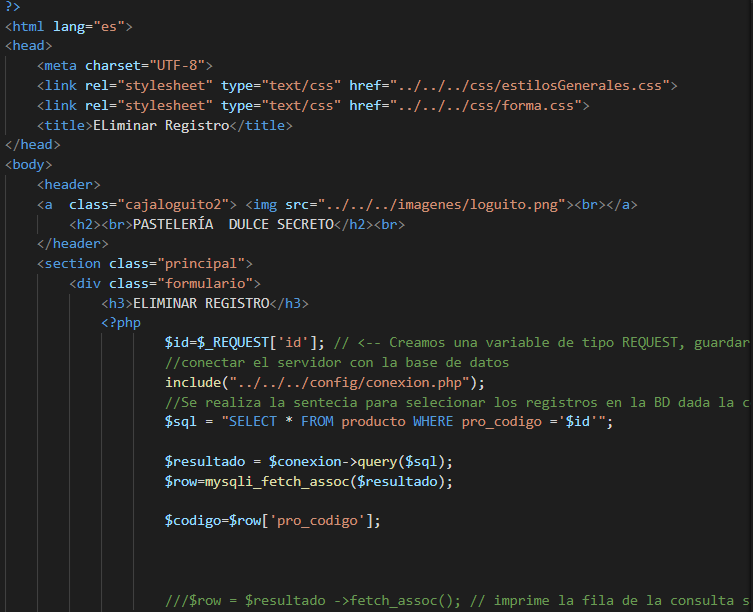 ?>
<html lang="es">
<head>
<meta charset="UTF-8">
<link rel="stylesheet" type="text/css" href="../../../css/estilosGenerales.css">
<link rel="stylesheet" type="text/css" href="../../../css/forma.css">
<title>ELiminar Registro</title>
</head>
<body>
<header>
<a  class="cajaloguito2"> <img src="../../../imagenes/loguito.png"><br></a>
<h2><br>PASTELERÍA  DULCE SECRETO</h2><br>
</header>
<section class="principal">
<div class="formulario">
<h3>ELIMINAR REGISTRO</h3>
<?php
$id=$_REQUEST['id']; // <-- Creamos una variable de tipo REQUEST, guardar
//conectar el servidor con la base de datos
include("../../../config/conexion.php");
//Se realiza la sentecia para selecionar los registros en la BD dada la c
$sql = "SELECT * FROM producto WHERE pro_codigo ='$id'";
$resultado = $conexion->query($sql);
$row=mysqli_fetch_assoc($resultado);
$codigo=$row['pro_codigo'];
///$row = $resultado ->fetch_assoc(); // imprime la fila de la consulta s